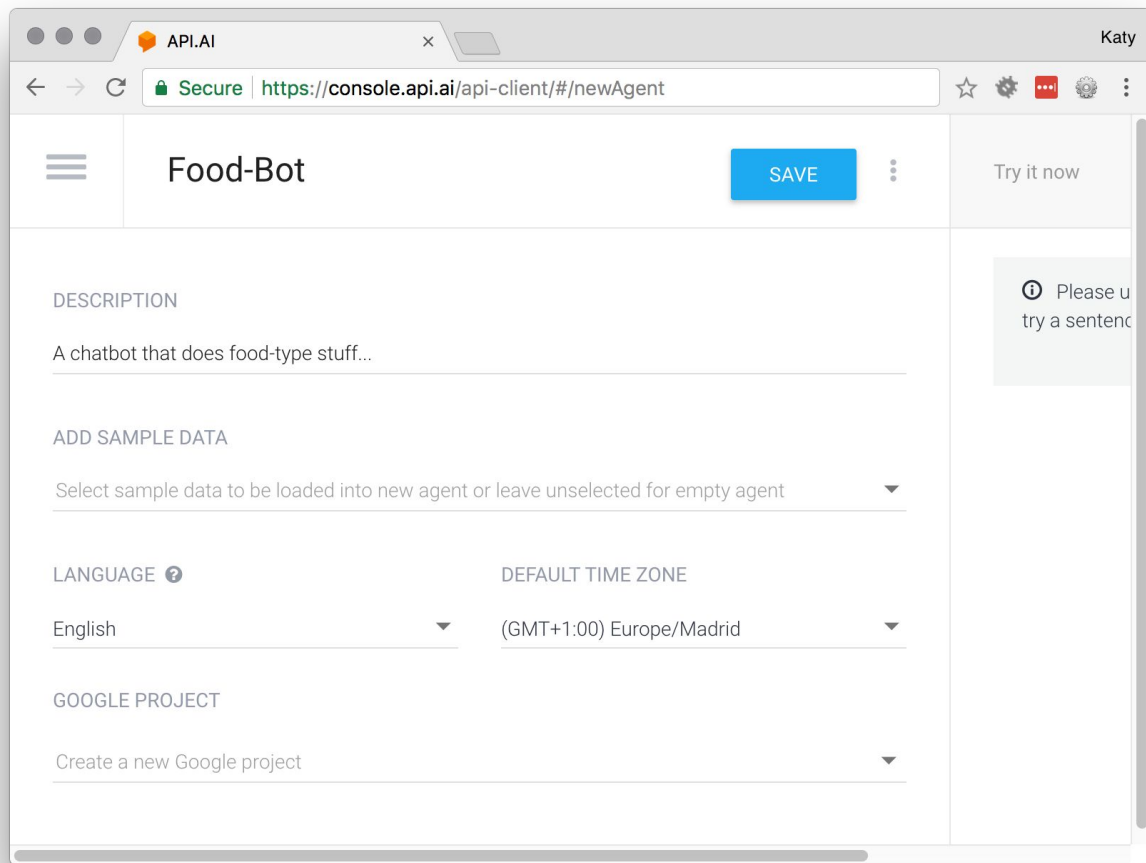 API.AI
Katy
Secure https://console.api.ai/api-client/#/newAgent
Food-Bot
SAVE
Try it now
DESCRIPTION
A chatbot that does food-type stuff...
Please u
try a sentenc
ADD SAMPLE DATA
Select sample data to be loaded into new agent or leave unselected for empty agent
LANGUAGE
DEFAULT TIME ZONE
English
(GMT+1:00) Europe/Madrid
GOOGLE PROJECT
Create a new Google project